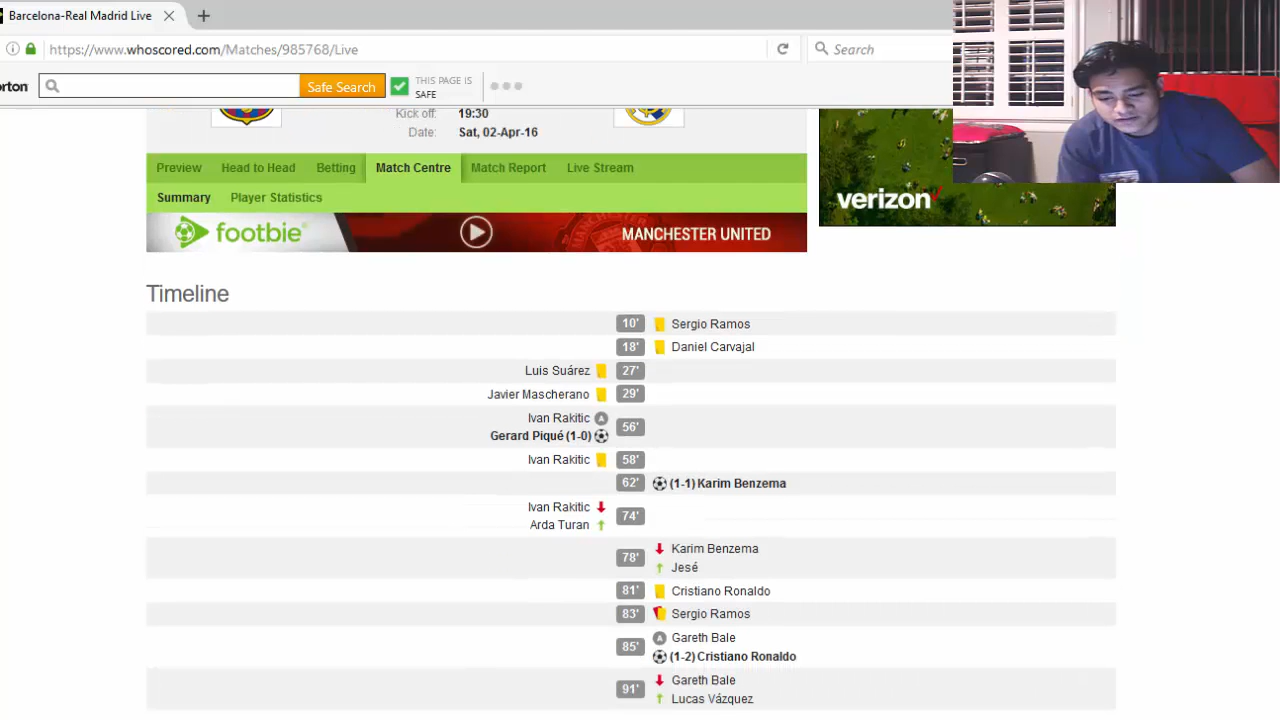 Barcelona-Real Madrid Live
https://www.whoscored.com/Matches/985768/Live
Search
orton
Safe Search
THIS PAGE IS
SAFE
Kick off: 19:30
Date: Sat, 02-Apr-16
Preview Head to Head Betting Match Centre Match Report Live Stream
Summary Player Statistics
footbie
MANCHESTER UNITED
verizon
Timeline
10' Sergio Ramos
18' Daniel Carvajal
Luis Suárez 27'
Javier Mascherano 29'
Ivan Rakitic A
Gerard Piqué (1-0) 56'
Ivan Rakitic 58'
62' (1-1) Karim Benzema
Ivan Rakitic
Arda Turan 74'
78' Karim Benzema
Jesé
81' Cristiano Ronaldo
83' Sergio Ramos
85' A Gareth Bale
(1-2) Cristiano Ronaldo
91' Gareth Bale
Lucas Vázquez